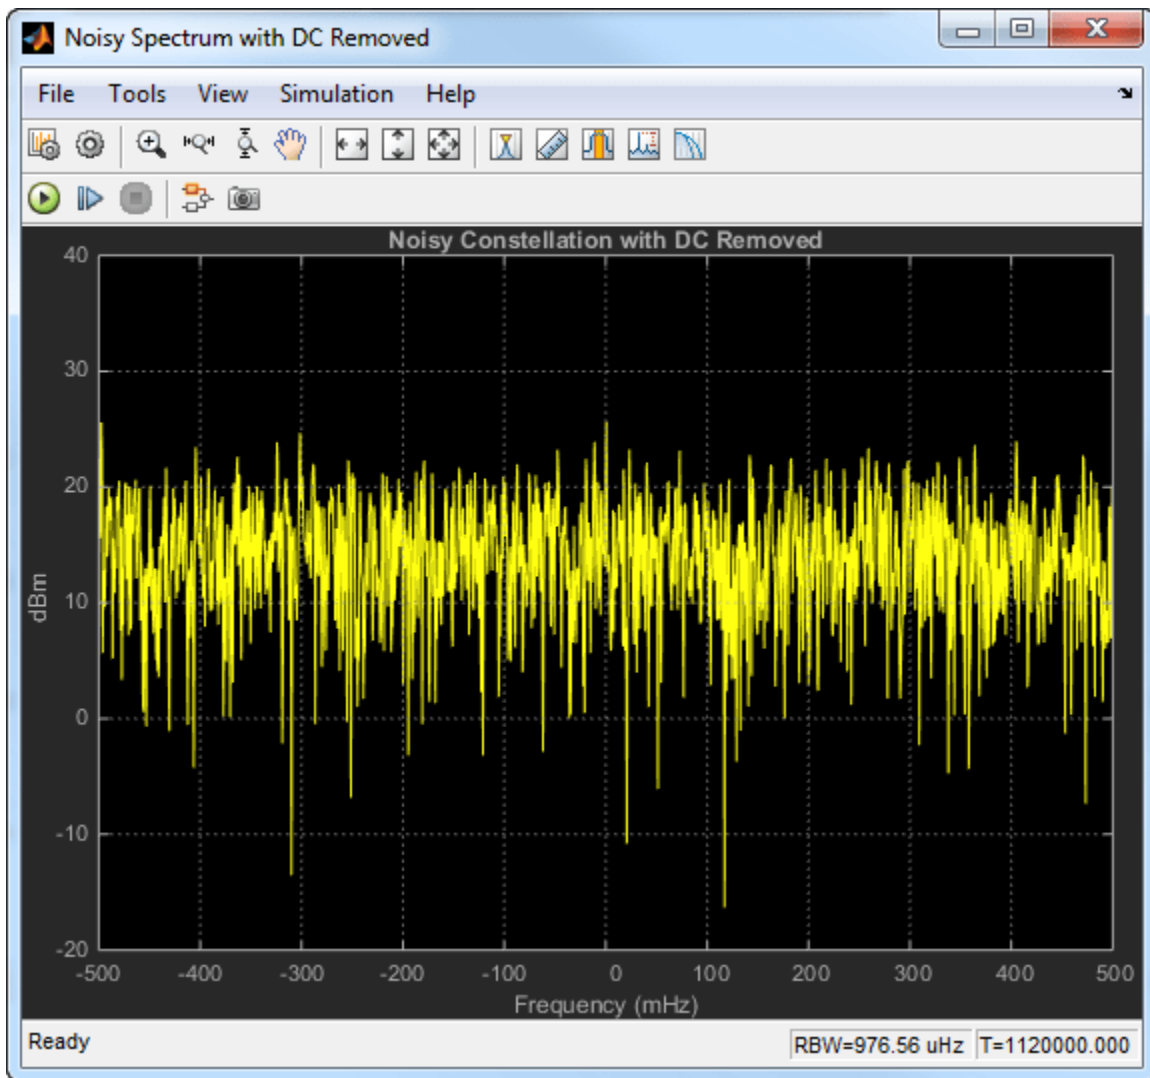 Noisy Spectrum with DC Removed
File Tools View Simulation Help
Noisy Constellation with DC Removed
40
30
20
10
0
-10
-20
dBm
-500 -400 -300 -200 -100 0 100 200 300 400 500
Frequency (mHz)
Ready RBW=976.56 uHz T=1120000.000